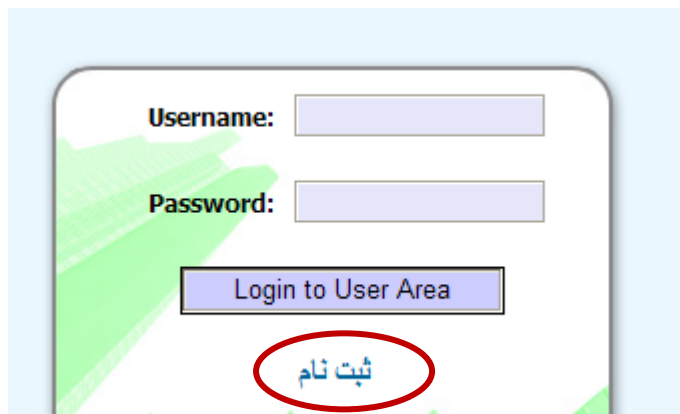 Username:
Password:
Login to User Area
ثبت نام